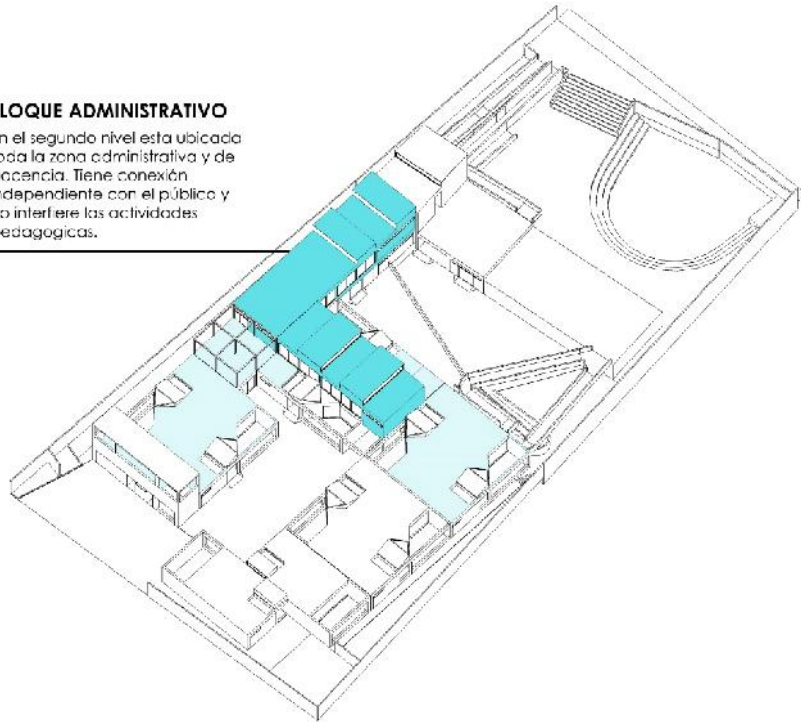 LOQUE ADMINISTRATIVO
n el segundo nivel esta ubicada
oda la zona administrativa y de
ocencia. Tiene conexión
ndependiente con el público y
o interfiere las actividades
edagogicas.